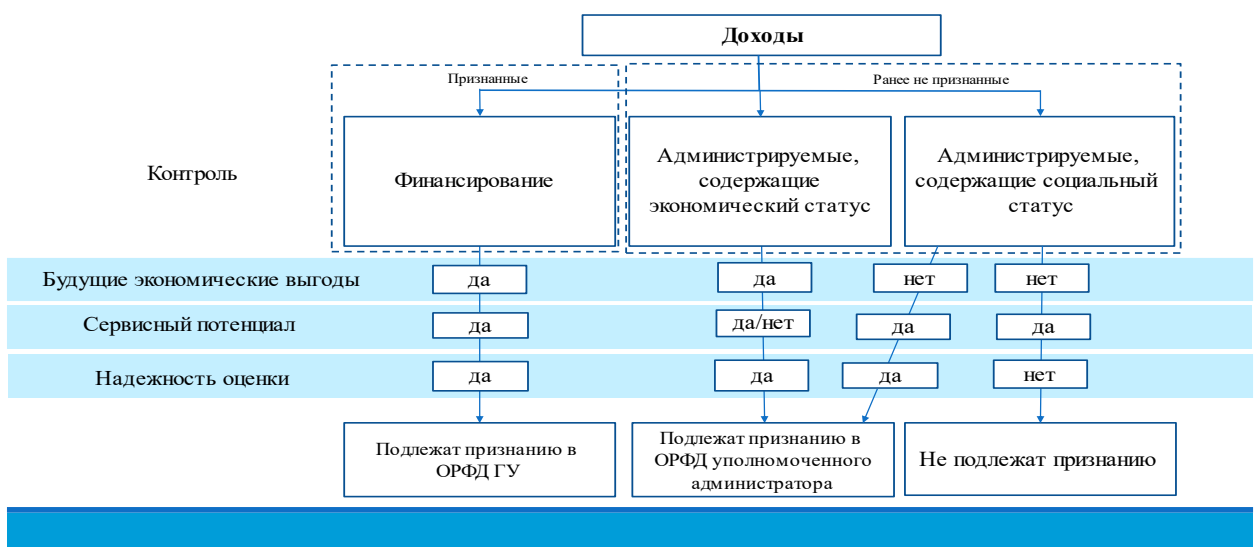 Доходы
Признанные
Ранее не признанные
Контроль
Финансирование
Администрируемые,
содержащие
экономический статус
Администрируемые,
содержащие социальный
статус
Будущие экономические выгоды
да
да
нет
нет
Сервисный потенциал
да
да/нет
да
да
Надежность оценки
да
да
да
нет
Подлежат признанию в
ОРФД ГУ
Подлежат признанию в
ОРФД уполномоченного
администратора
Не подлежат признанию